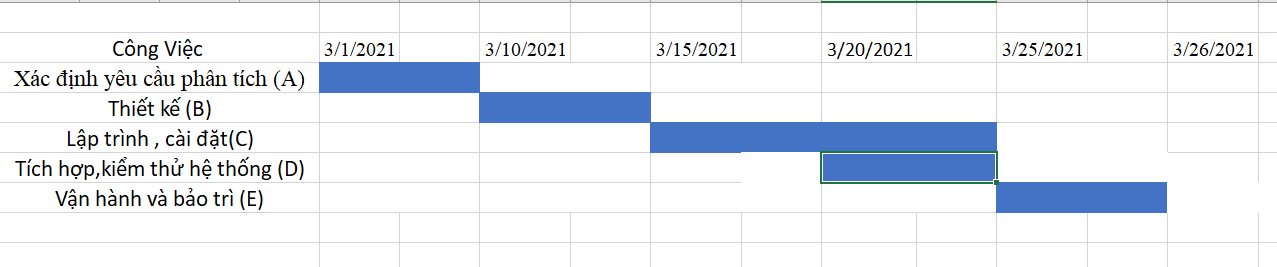 Công Việc 3/1/2021 3/10/2021 3/15/2021 3/20/2021 3/25/2021 3/26/2021
Xác định yêu cầu phân tích (A)
Thiết kế (B)
Lập trình , cài đặt(C)
Tích hợp,kiểm thử hệ thống (D)
Vận hành và bảo trì (E)